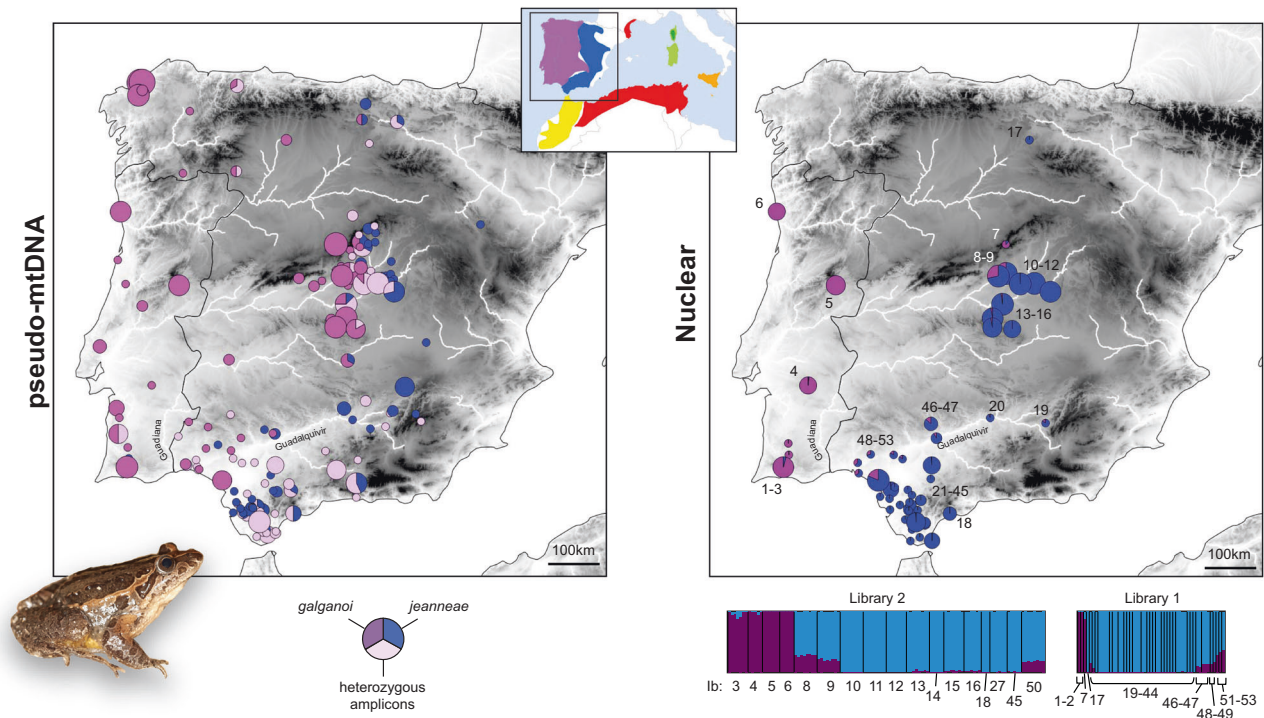 pseudo-mtDNA
Guadiana
Guadalquivir
100km
galganoi
jeanneae
heterozygous
amplicons
Nuclear
17
6
7
8-9
10-12
5
13-16
4
46-47
20
19
Guadiana
Guadalquivir
48-53
1-3
21-45
18
100km
Library 2
Library 1
Ib: 3 4 5 6 8 9 10 11 12 13 14 15 16 18 27 45 50
1-2 7 17 19-44 46-47 48-49 51-53